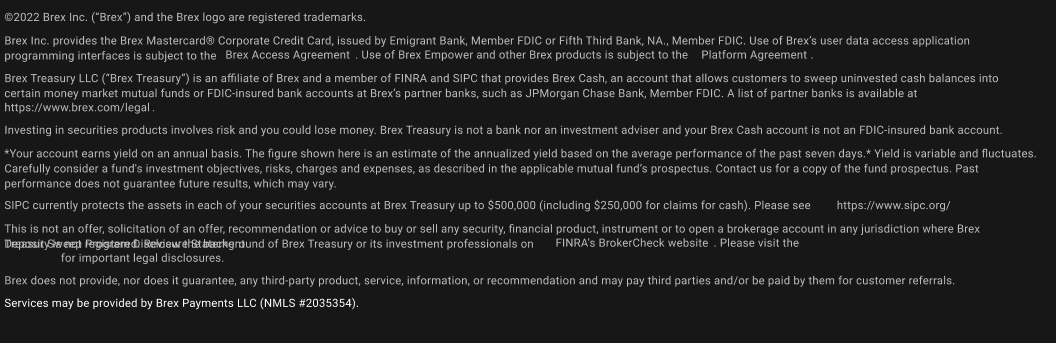 ©2022 Brex Inc. (“Brex”) and the Brex logo are registered trademarks.
Brex Inc. provides the Brex Mastercard® Corporate Credit Card, issued by Emigrant Bank, Member FDIC or Fifth Third Bank, NA., Member FDIC. Use of Brex’s user data access application
programming interfaces is subject to the Brex Access Agreement . Use of Brex Empower and other Brex products is subject to the Platform Agreement .
Brex Treasury LLC (“Brex Treasury”) is an affiliate of Brex and a member of FINRA and SIPC that provides Brex Cash, an account that allows customers to sweep uninvested cash balances into
certain money market mutual funds or FDIC-insured bank accounts at Brex’s partner banks, such as JPMorgan Chase Bank, Member FDIC. A list of partner banks is available at
https://www.brex.com/legal .
Investing in securities products involves risk and you could lose money. Brex Treasury is not a bank nor an investment adviser and your Brex Cash account is not an FDIC-insured bank account.
*Your account earns yield on an annual basis. The figure shown here is an estimate of the annualized yield based on the average performance of the past seven days.* Yield is variable and fluctuates.
Carefully consider a fund's investment objectives, risks, charges and expenses, as described in the applicable mutual fund’s prospectus. Contact us for a copy of the fund prospectus. Past
performance does not guarantee future results, which may vary.
SIPC currently protects the assets in each of your securities accounts at Brex Treasury up to $500,000 (including $250,000 for claims for cash). Please see https://www.sipc.org/
This is not an offer, solicitation of an offer, recommendation or advice to buy or sell any security, financial product, instrument or to open a brokerage account in any jurisdiction where Brex
of Brex Treasury or its investment professionals on FINRA's BrokerCheck website . Please visit the
for important legal disclosures.
Brex does not provide, nor does it guarantee, any third-party product, service, information, or recommendation and may pay third parties and/or be paid by them for customer referrals.
Services may be provided by Brex Payments LLC (NMLS #2035354).